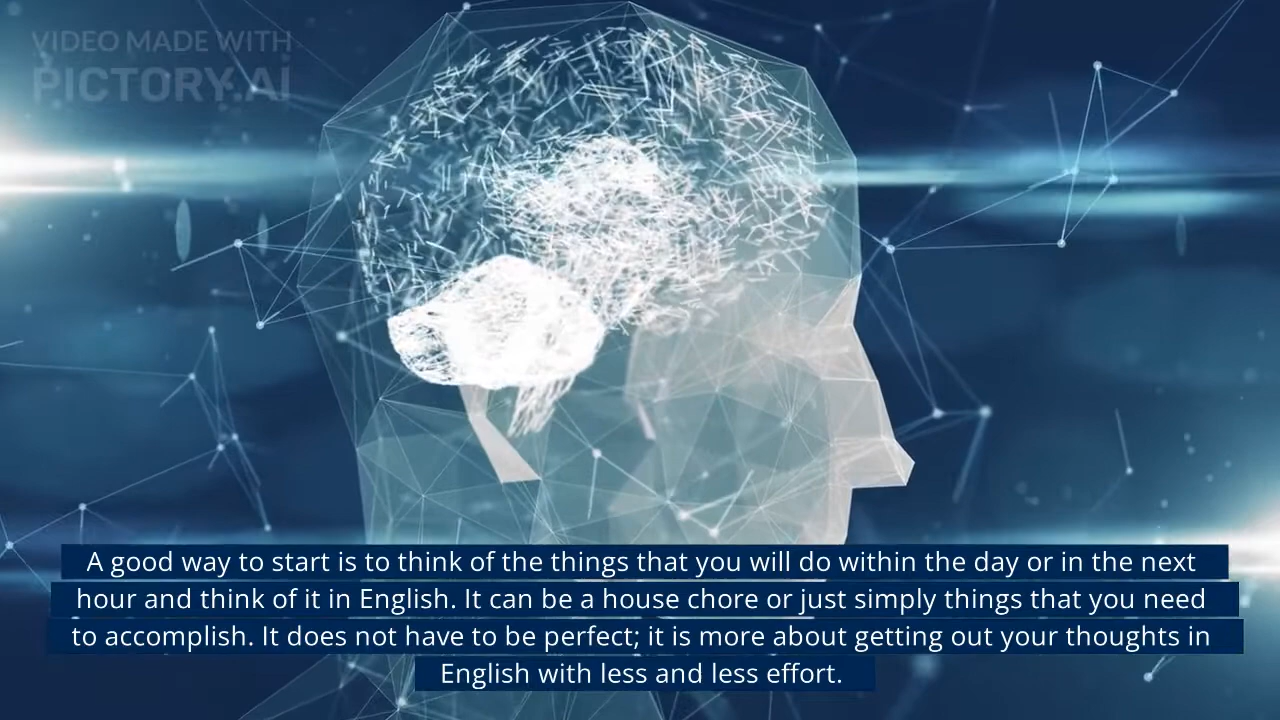 VIDEO MADE WITH
PICTORY.AI
A good way to start is to think of the things that you will do within the day or in the next
hour and think of it in English. It can be a house chore or just simply things that you need
to accomplish. It does not have to be perfect; it is more about getting out your thoughts in
English with less and less effort.